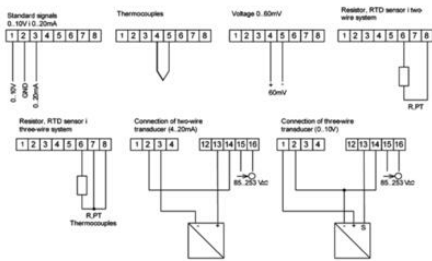 Standard signals
0..10V i 0..20mA
1 2 3 4 5 6 7 8
0..10V
GND
0..20mA
Thermocouples
1 2 3 4 5 6 7 8
Voltage 0..60mV
1 2 3 4 5 6 7 8
+ -
60mV
Resistor, RTD sensor i two-
wire system
1 2 3 4 5 6 7 8
R,PT
Resistor, RTD sensor i
three-wire system
1 2 3 4 5 6 7 8
R,PT
Thermocouples
Connection of two-wire
transducer (4..20mA)
1 2 3 4 12 13 14 15 16
85..253 Vac
- +
Connection of three-wire
transducer (0..10V)
1 2 3 4 12 13 14 15 16
85..253 Vac
- + S